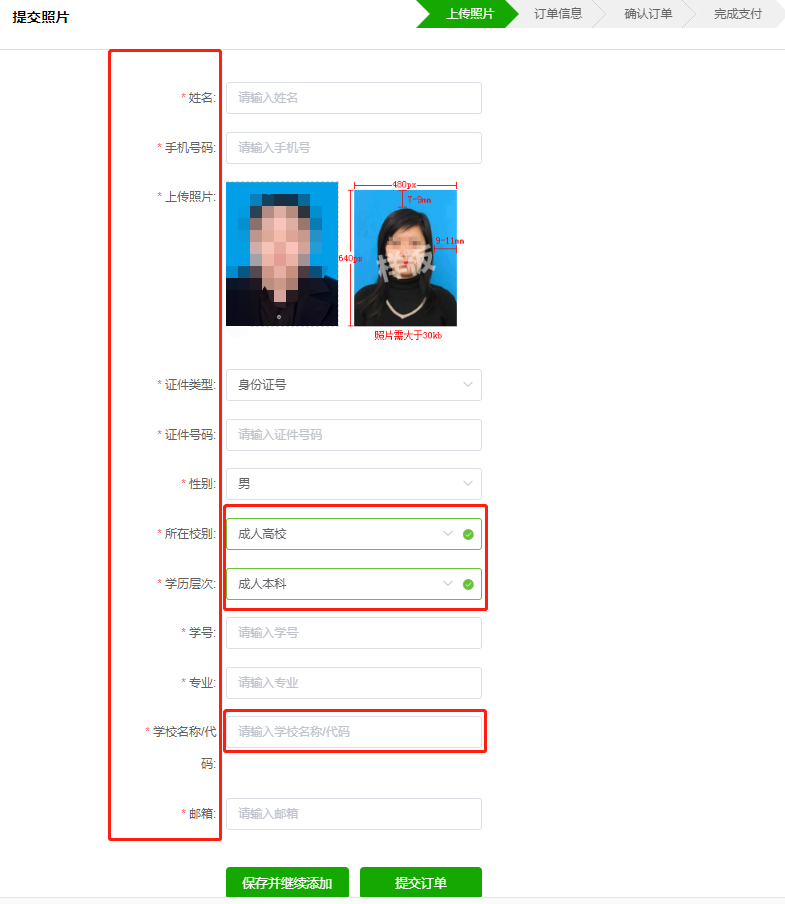 提交照片
上传照片
订单信息
确认订单
完成支付
* 姓名: 请输入姓名
* 手机号码: 请输入手机号
* 上传照片:
480px
7-9mm
9-11mm
640px
样板
照片需大于30kb
* 证件类型: 身份证号
* 证件号码: 请输入证件号码
* 性别: 男
* 所在校别: 成人高校
* 学历层次: 成人本科
* 学号: 请输入学号
* 专业: 请输入专业
* 学校名称/代 请输入学校名称/代码
码:
* 邮箱: 请输入邮箱
保存并继续添加 提交订单